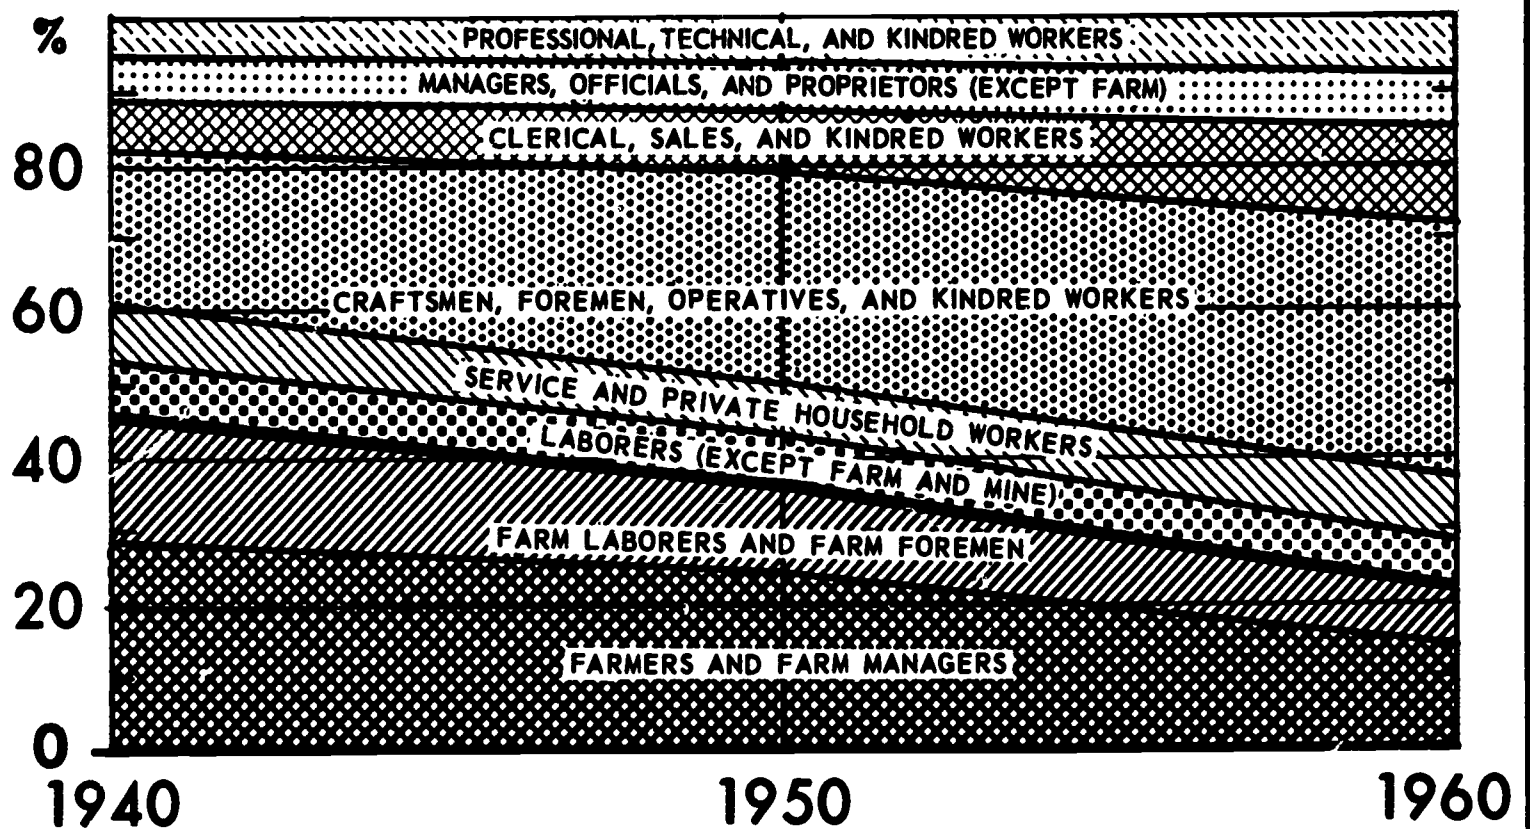 %
PROFESSIONAL, TECHNICAL, AND KINDRED WORKERS
MANAGERS, OFFICIALS, AND PROPRIETORS (EXCEPT FARM)
CLERICAL, SALES, AND KINDRED WORKERS
80
CRAFTSMEN, FOREMEN, OPERATIVES, AND KINDRED WORKERS
60
SERVICE AND PRIVATE HOUSEHOLD WORKERS
LABORERS (EXCEPT FARM AND MINE)
40
FARM LABORERS AND FARM FOREMEN
20
FARMERS AND FARM MANAGERS
0
1940 1950 1960